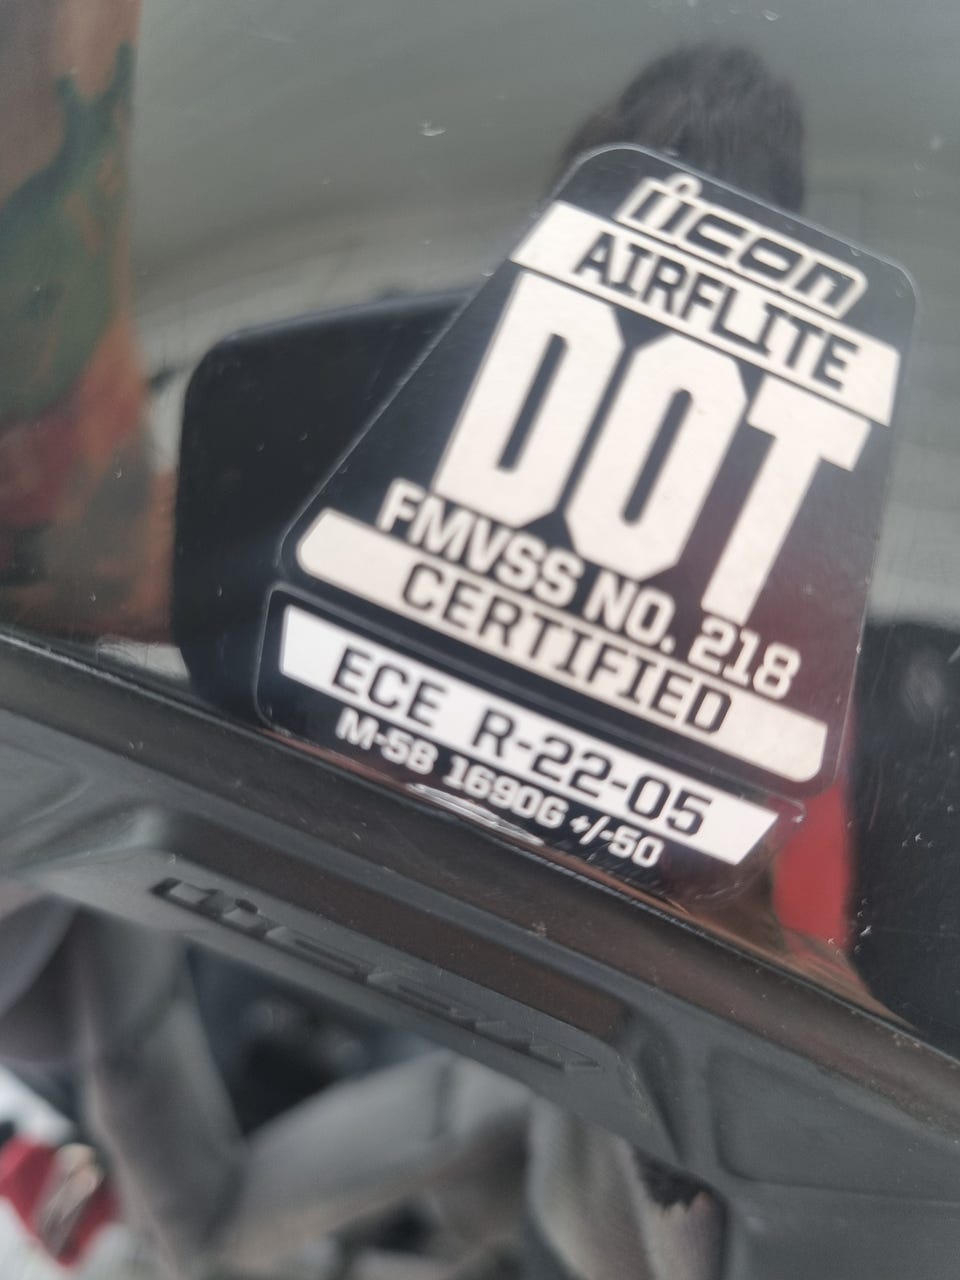 icon
AIRFLITE
DOT
FMVSS NO. 218
CERTIFIED
ECE R-22-05
M-58 1690G +/-50